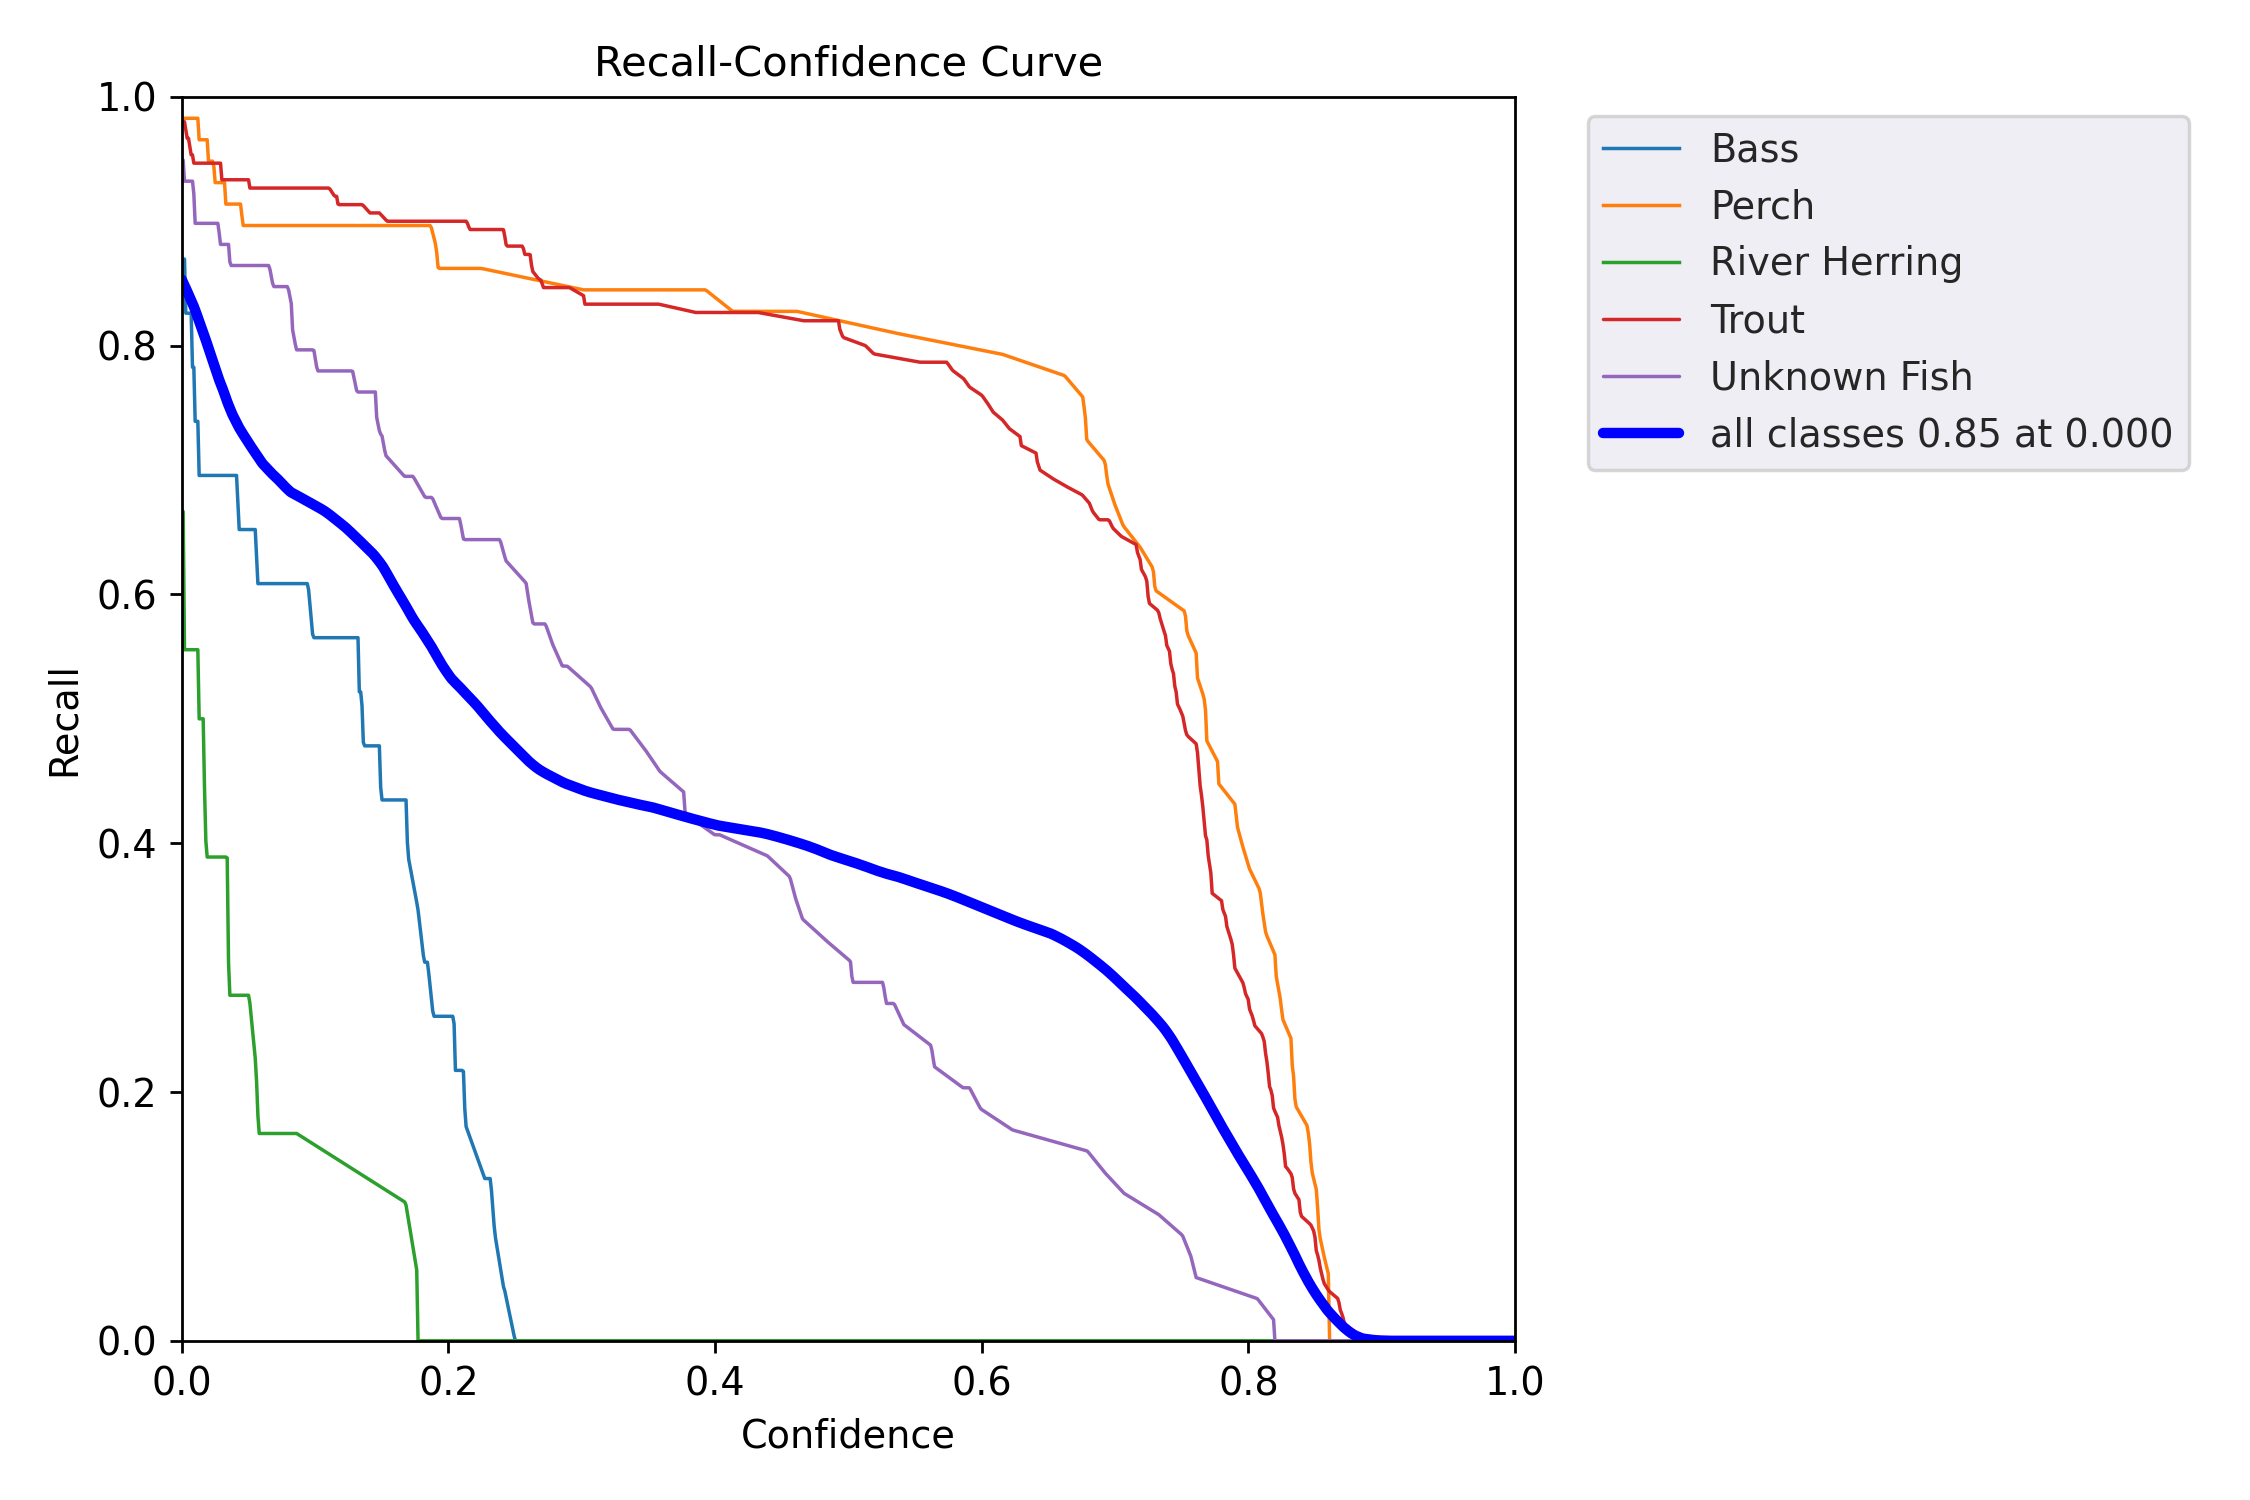 Recall-Confidence Curve
1.0
0.8
0.6
0.4
0.2
0.0
Recall
0.0 0.2 0.4 0.6 0.8 1.0
Confidence
Bass
Perch
River Herring
Trout
Unknown Fish
all classes 0.85 at 0.000